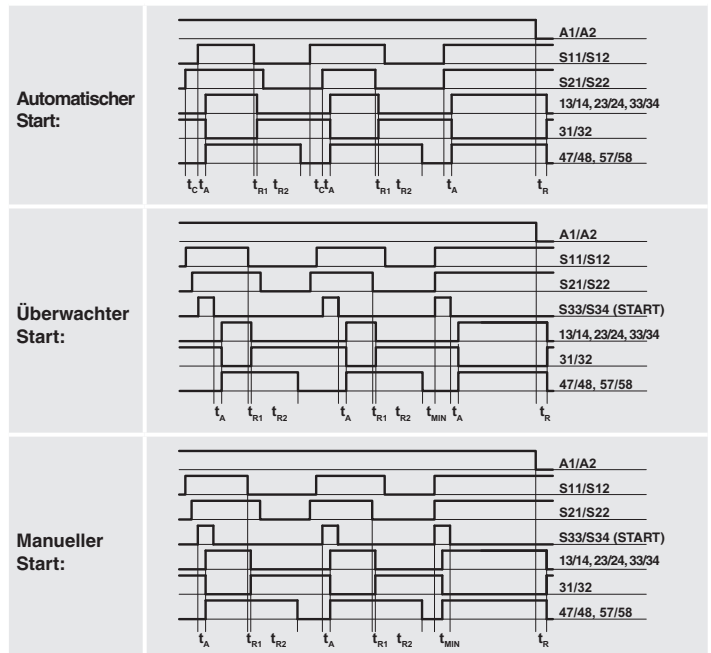 Automatischer
Start:
A1/A2
S11/S12
S21/S22
13/14, 23/24, 33/34
31/32
47/48, 57/58
tC tA tR1 tR2 tC tA tR1 tR2 tA tR
Überwachter
Start:
A1/A2
S11/S12
S21/S22
S33/S34 (START)
13/14, 23/24, 33/34
31/32
47/48, 57/58
tA tR1 tR2 tA tR1 tR2 tMIN tA tR
Manueller
Start:
A1/A2
S11/S12
S21/S22
S33/S34 (START)
13/14, 23/24, 33/34
31/32
47/48, 57/58
tA tR1 tR2 tA tR1 tR2 tMIN tR